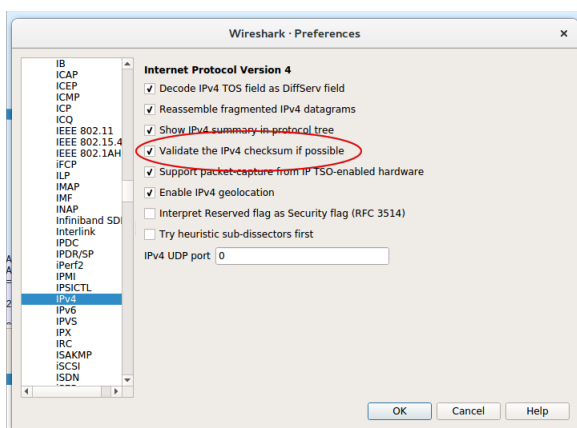 Wireshark · Preferences
×
IB
ICAP
ICEP
ICMP
ICP
ICQ
IEEE 802.11
IEEE 802.15.4
IEEE 802.1AH
iFCP
ILP
IMAP
IMF
INAP
Infiniband SD
Interlink
IPDC
IPDR/SP
iPerf2
IPMI
IPSICTL
IPv4
IPv6
IPVS
IPX
IRC
ISAKMP
iSCSI
ISDN
Internet Protocol Version 4
Decode IPv4 TOS field as DiffServ field
Reassemble fragmented IPv4 datagrams
Show IPv4 summary in protocol tree
Validate the IPv4 checksum if possible
Support packet-capture from IP TSO-enabled hardware
Enable IPv4 geolocation
Interpret Reserved flag as Security flag (RFC 3514)
Try heuristic sub-dissectors first
IPv4 UDP port 0
OK Cancel Help